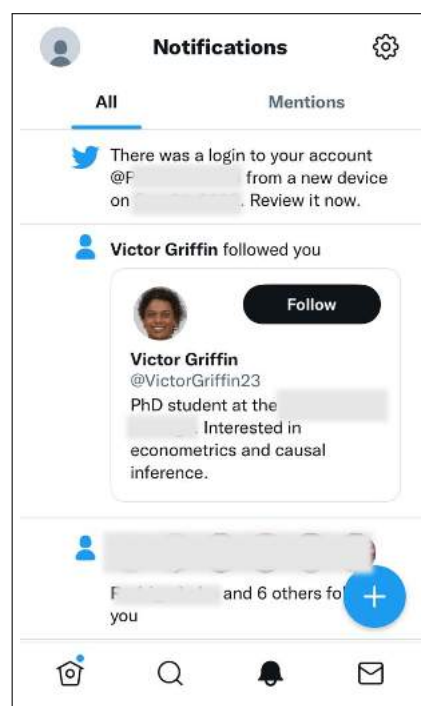 Notifications
All Mentions
There was a login to your account
@F from a new device
on . Review it now.
Victor Griffin followed you
Follow
Victor Griffin
@VictorGriffin23
PhD student at the
. Interested in
econometrics and causal
inference.
and 6 others fo
you